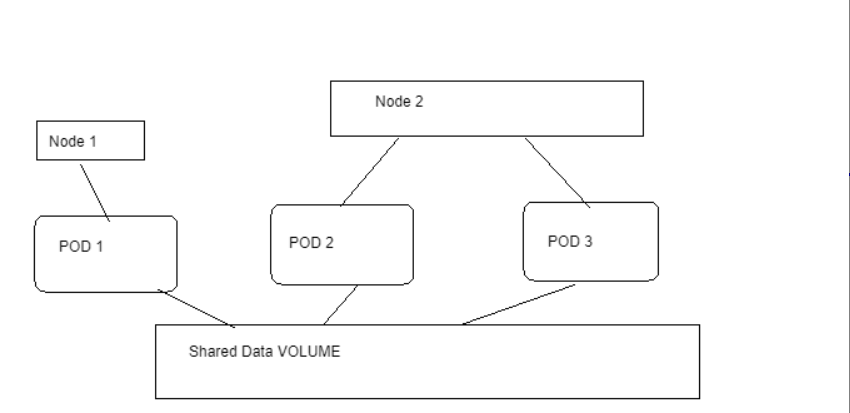 Node 2
Node 1
POD 1
POD 2
POD 3
Shared Data VOLUME